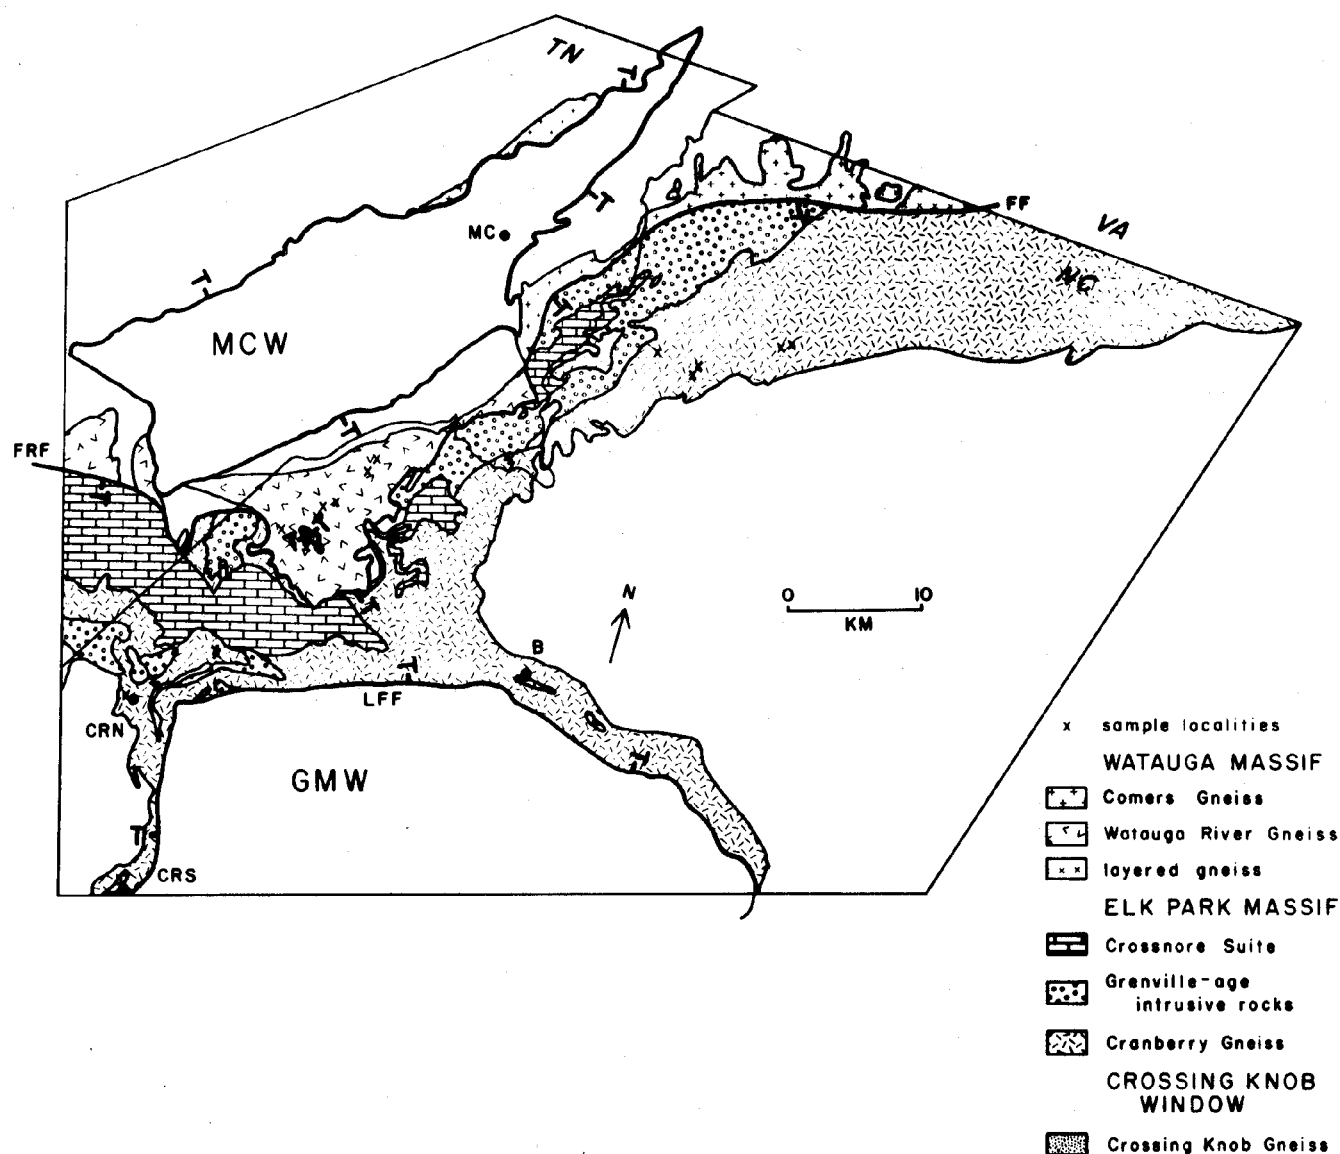 TN
FF
VA
MC
NC
MCW
FRF
N
0 10
KM
B
LFF
CRN
GMW
CRS
x sample localities
WATAUGA MASSIF
Comers Gneiss
Watauga River Gneiss
layered gneiss
ELK PARK MASSIF
Crossnore Suite
Grenville-age
intrusive rocks
Cranberry Gneiss
CROSSING KNOB
WINDOW
Crossing Knob Gneiss